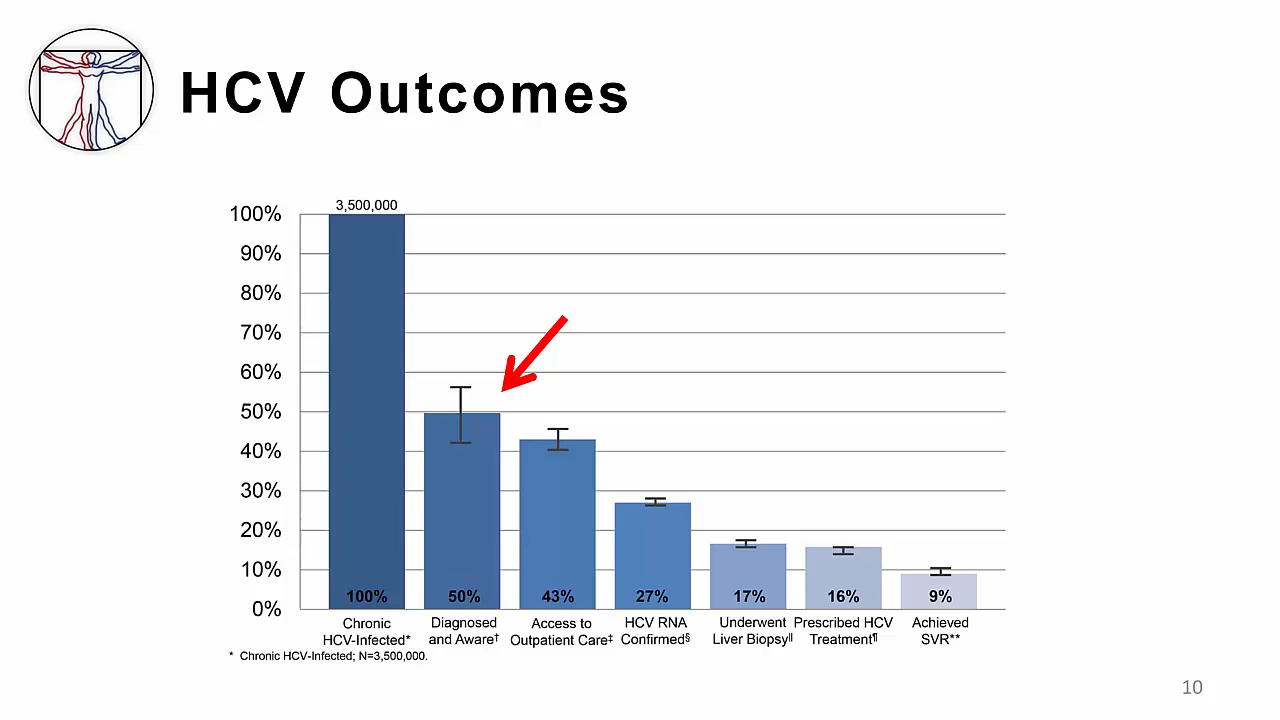 HCV Outcomes
3,500,000
100%
90%
80%
70%
60%
50%
40%
30%
20%
10%
0%
100% 50% 43% 27% 17% 16% 9%
Chronic Diagnosed Access to HCV RNA Underwent Prescribed HCV Achieved
HCV-Infected* and Aware† Outpatient Care‡ Confirmed§ Liver Biopsy|| Treatment¶ SVR**
* Chronic HCV-Infected; N=3,500,000.
10